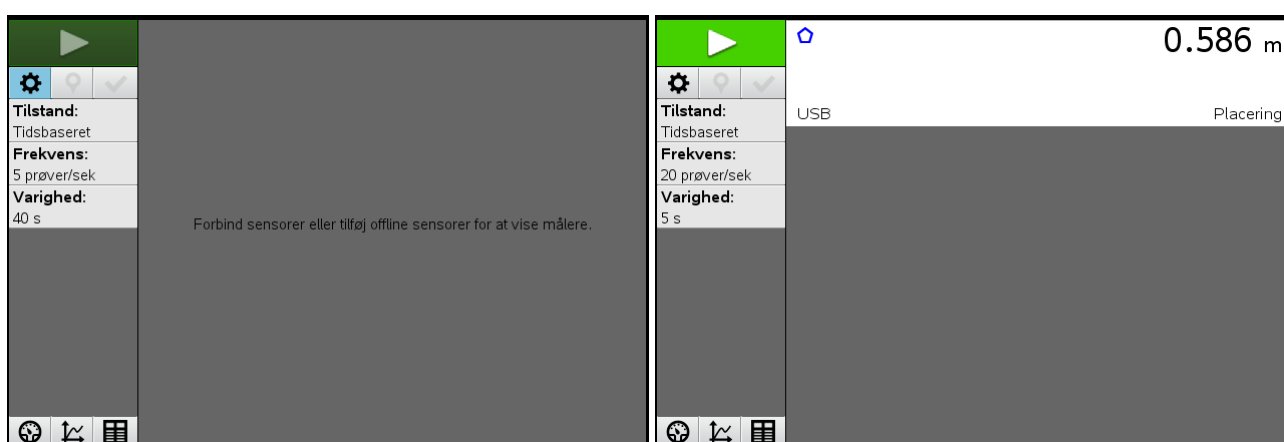 Tilstand:
Tidsbaseret
Frekvens:
5 prøver/sek
Varighed:
40 s
Forbind sensorer eller tilføj offline sensorer for at vise målere.
0.586 m
Tilstand:
Tidsbaseret
USB
Placering
Frekvens:
20 prøver/sek
Varighed:
5 s